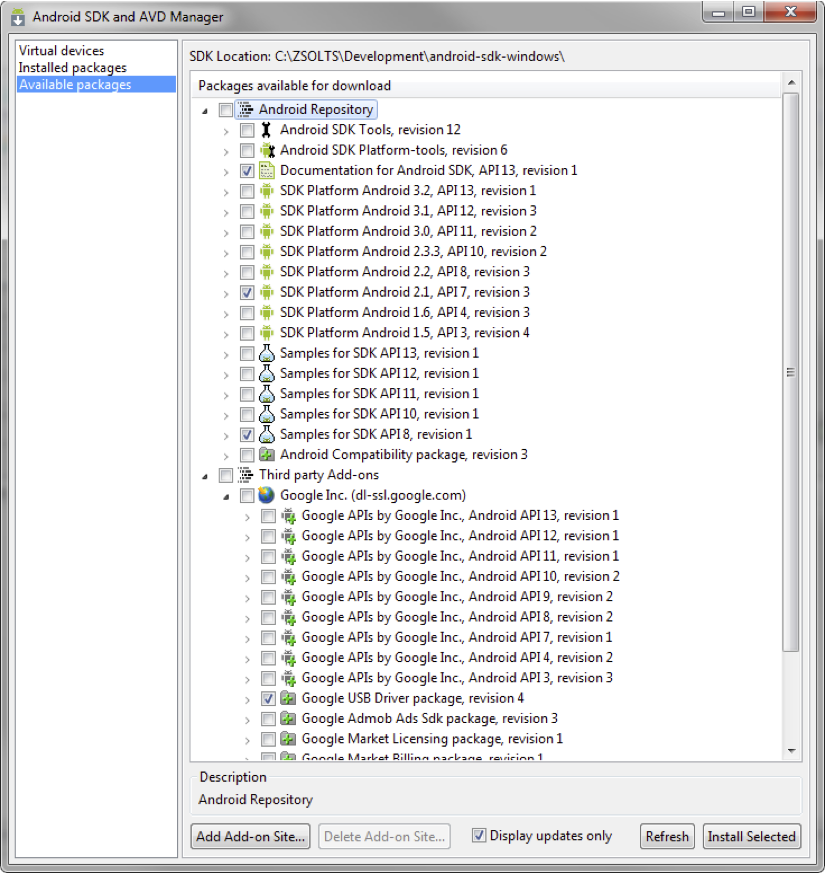 Android SDK and AVD Manager
Virtual devices
Installed packages
Available packages
SDK Location: C:\ZSOLTS\Development\android-sdk-windows\
Packages available for download
Android Repository
Android SDK Tools, revision 12
Android SDK Platform-tools, revision 6
Documentation for Android SDK, API 13, revision 1
SDK Platform Android 3.2, API 13, revision 1
SDK Platform Android 3.1, API 12, revision 3
SDK Platform Android 3.0, API 11, revision 2
SDK Platform Android 2.3.3, API 10, revision 2
SDK Platform Android 2.2, API 8, revision 3
SDK Platform Android 2.1, API 7, revision 3
SDK Platform Android 1.6, API 4, revision 3
SDK Platform Android 1.5, API 3, revision 4
Samples for SDK API 13, revision 1
Samples for SDK API 12, revision 1
Samples for SDK API 11, revision 1
Samples for SDK API 10, revision 1
Samples for SDK API 8, revision 1
Android Compatibility package, revision 3
Third party Add-ons
Google Inc. (dl-ssl.google.com)
Google APIs by Google Inc., Android API 13, revision 1
Google APIs by Google Inc., Android API 12, revision 1
Google APIs by Google Inc., Android API 11, revision 1
Google APIs by Google Inc., Android API 10, revision 2
Google APIs by Google Inc., Android API 9, revision 2
Google APIs by Google Inc., Android API 8, revision 2
Google APIs by Google Inc., Android API 7, revision 1
Google APIs by Google Inc., Android API 4, revision 2
Google APIs by Google Inc., Android API 3, revision 3
Google USB Driver package, revision 4
Google Admob Ads Sdk package, revision 3
Google Market Licensing package, revision 1
Google Market Billing package, revision 1
Description
Android Repository
Add Add-on Site...
Delete Add-on Site...
Display updates only
Refresh
Install Selected